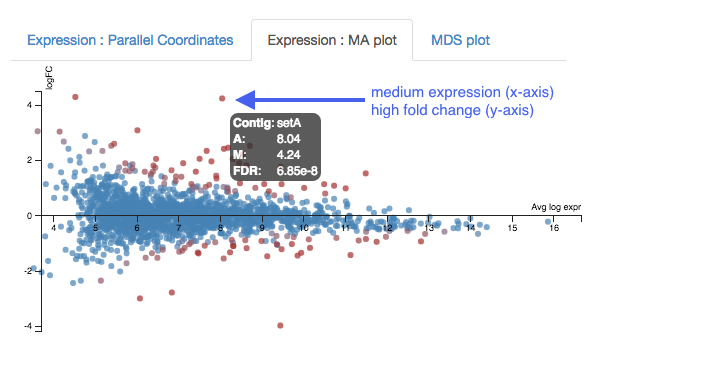 Expression : Parallel Coordinates
Expression : MA plot
MDS plot
logFC
medium expression (x-axis)
high fold change (y-axis)
Contig: setA
A: 8.04
M: 4.24
FDR: 6.85e-8
4
2
0
-2
-4
Avg log expr
4 5 6 7 8 9 10 11 12 13 14 15 16